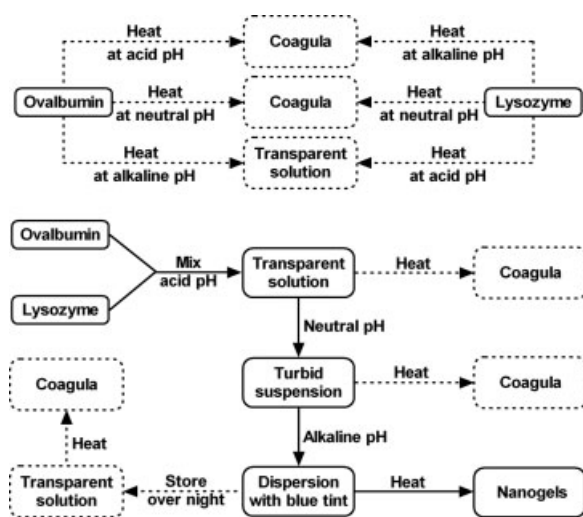 Heat
at acid pH
Coagula
Heat
at alkaline pH
Ovalbumin
Heat
at neutral pH
Coagula
Heat
at neutral pH
Lysozyme
Heat
at alkaline pH
Transparent
solution
Heat
at acid pH
Ovalbumin
Lysozyme
Mix
acid pH
Transparent
solution
Heat
Coagula
Neutral pH
Turbid
suspension
Heat
Coagula
Alkaline pH
Coagula
Heat
Transparent
solution
Store
over night
Dispersion
with blue tint
Heat
Nanogels